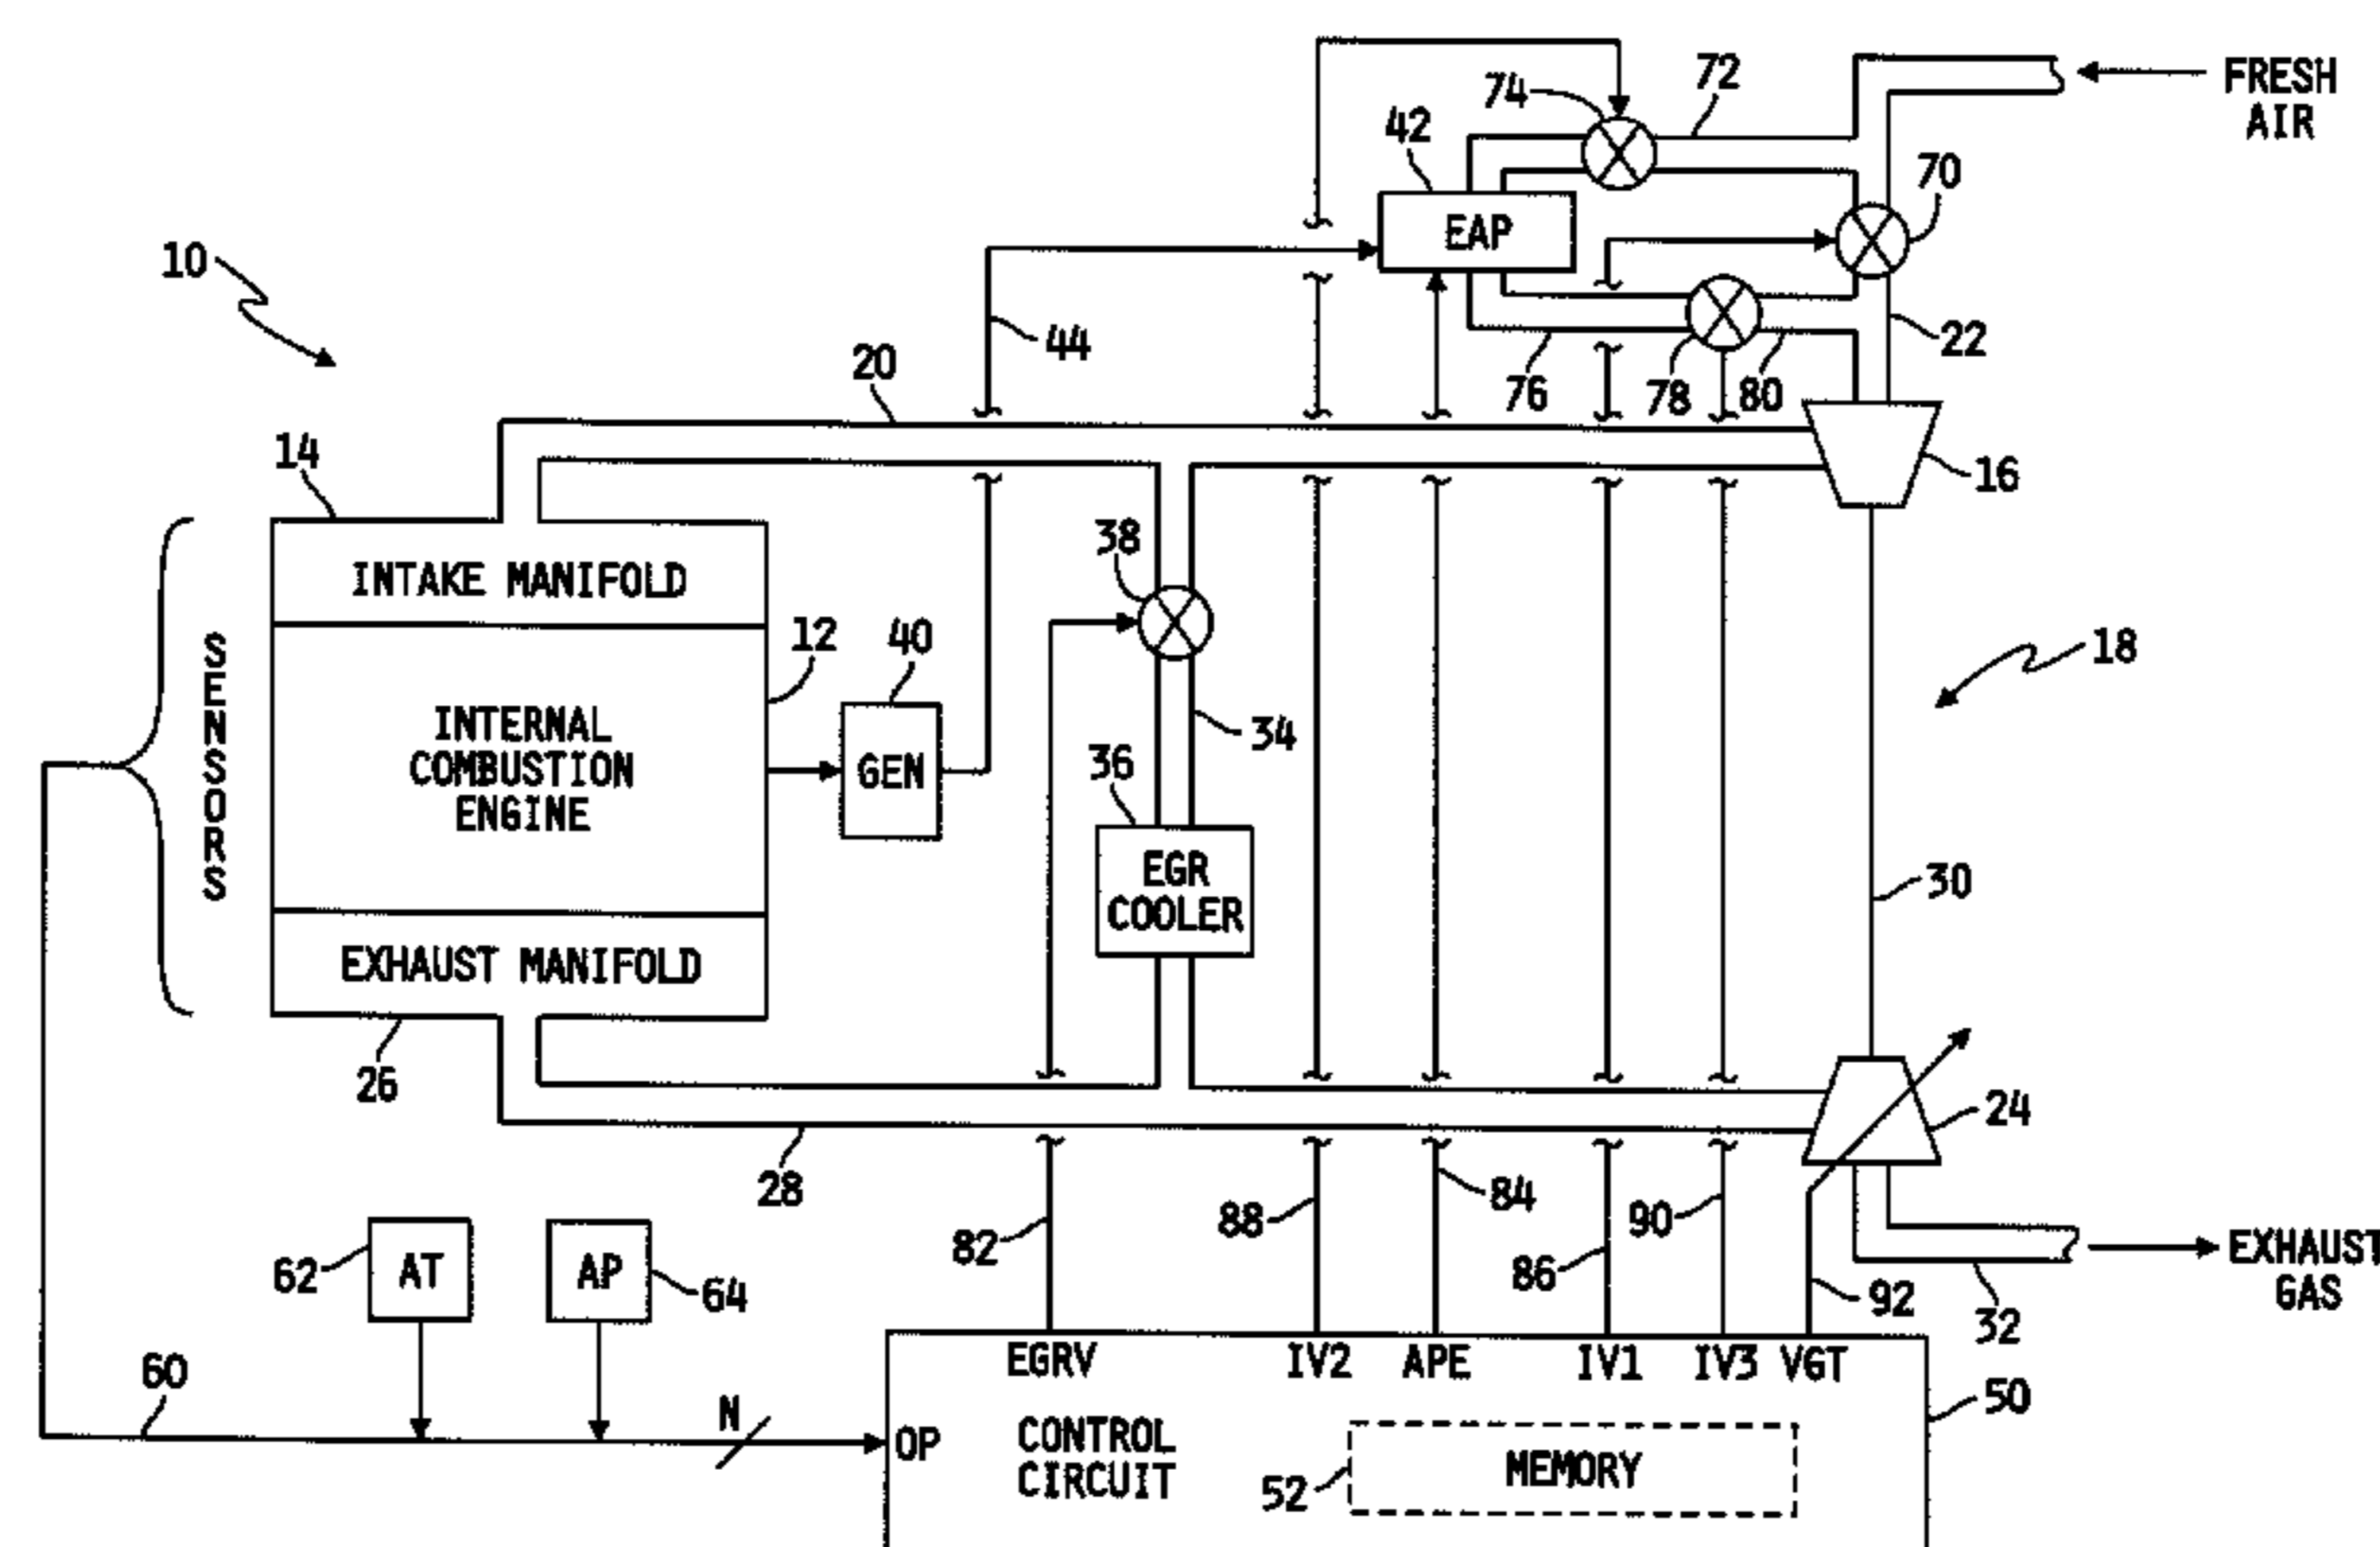 FRESH
AIR
72
74
42
70
EAP
10
44
22
20
76
78
80
14
16
38
INTAKE MANIFOLD
12
40
18
SENSORS
INTERNAL
COMBUSTION
ENGINE
GEN
34
36
EGR
COOLER
30
EXHAUST MANIFOLD
26
24
28
84
88
90
82
86
EXHAUST
GAS
62
AT
AP
64
92
32
60
EGRV
IV2
APE
IV1
IV3
VGT
50
N
OP
CONTROL
CIRCUIT
MEMORY
52